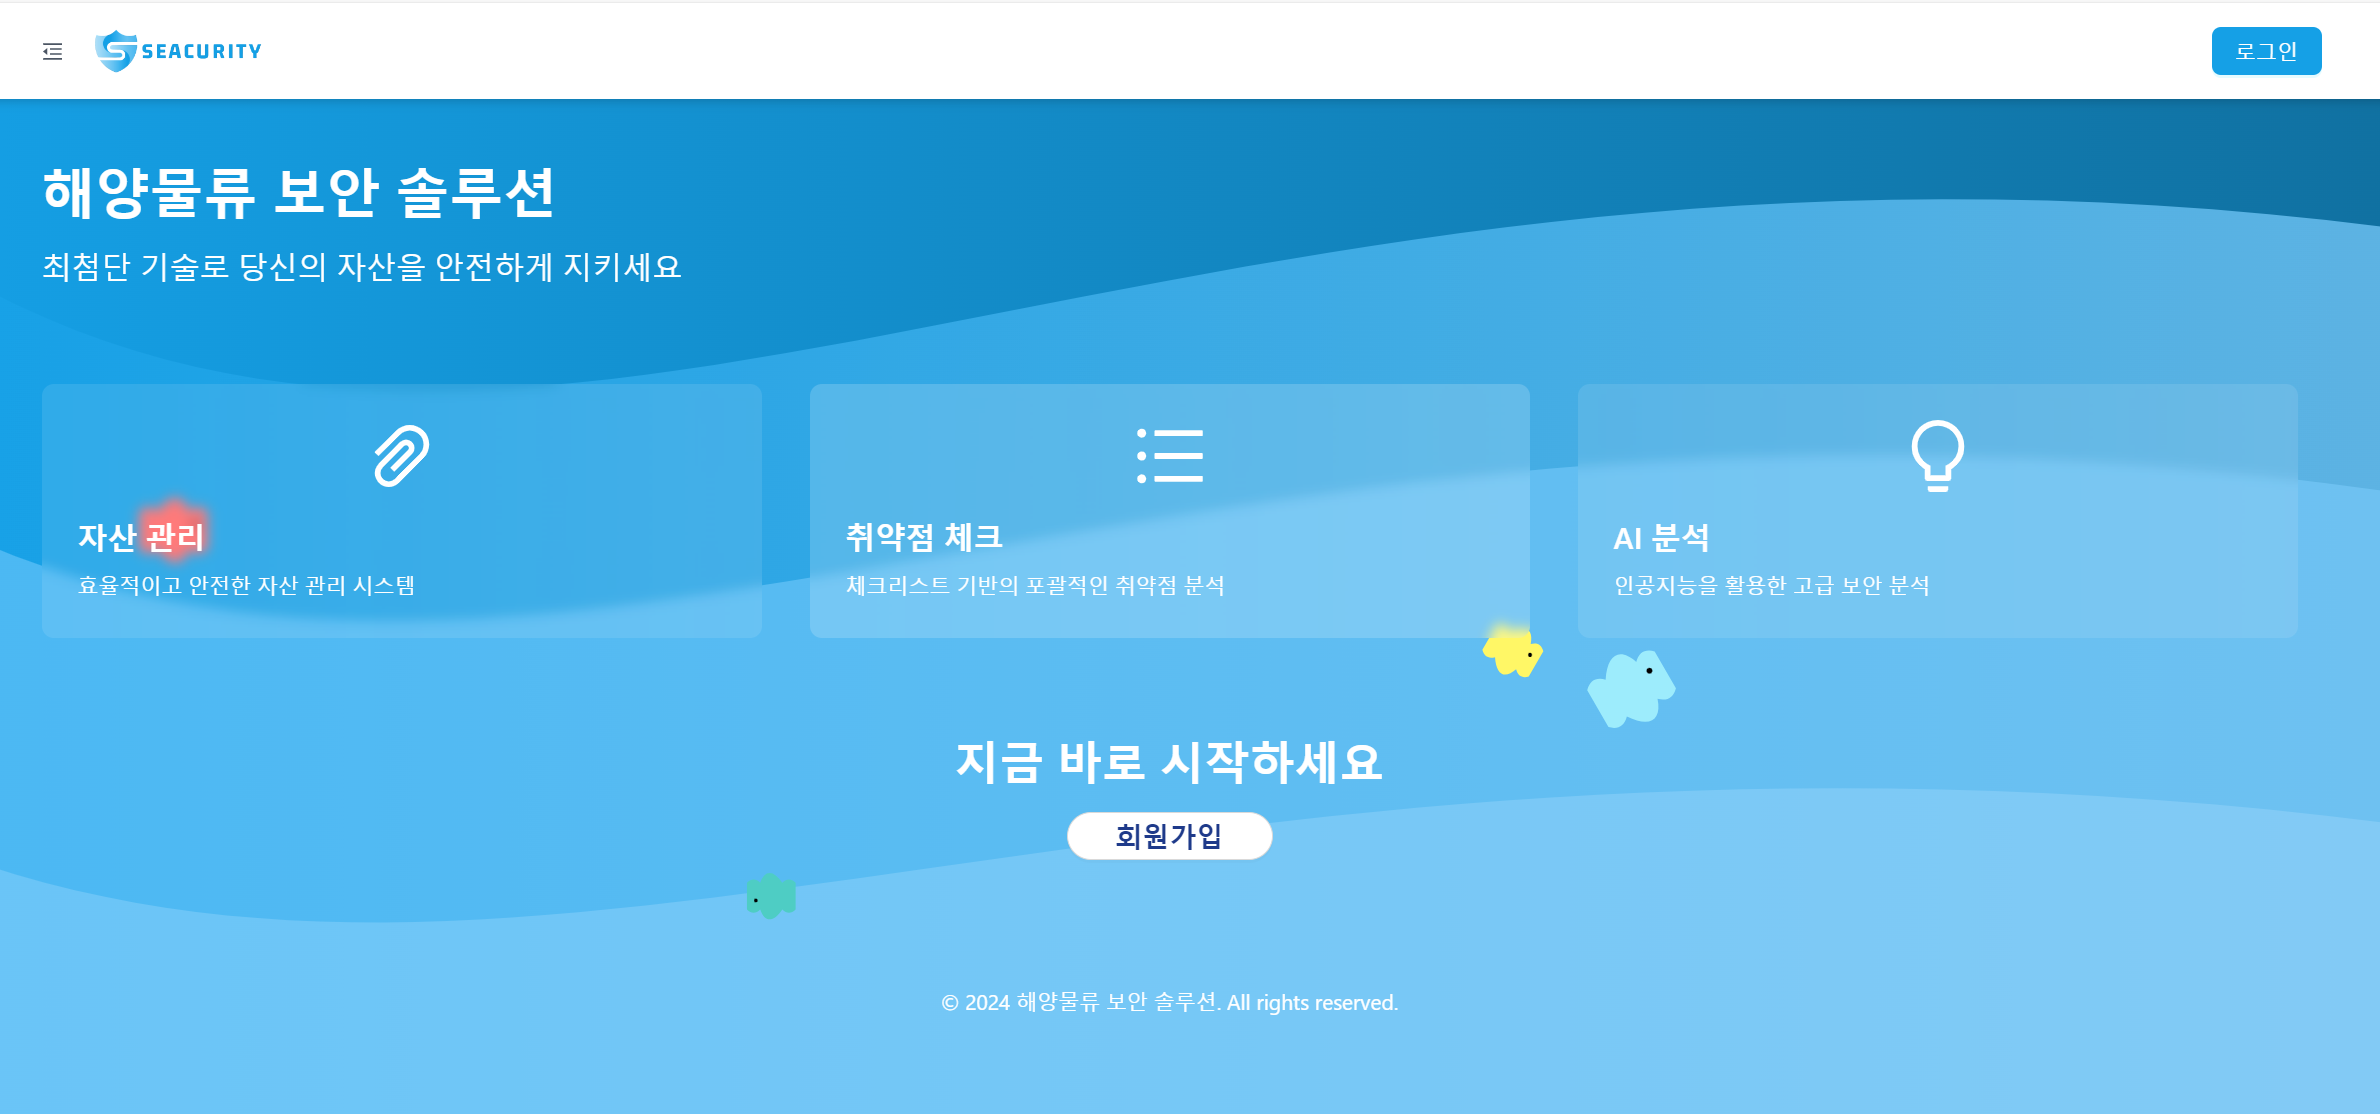 SEACURITY
로그인
해양물류 보안 솔루션
최첨단 기술로 당신의 자산을 안전하게 지키세요
자산 관리
효율적이고 안전한 자산 관리 시스템
취약점 체크
체크리스트 기반의 포괄적인 취약점 분석
AI 분석
인공지능을 활용한 고급 보안 분석
지금 바로 시작하세요
회원가입
© 2024 해양물류 보안 솔루션. All rights reserved.